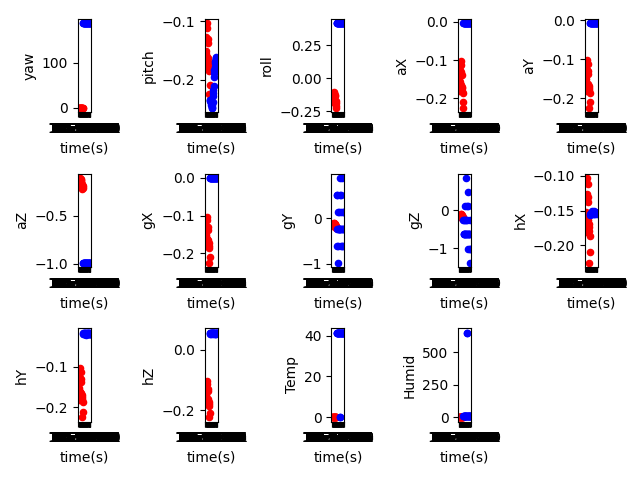 yaw
100
0
time(s)
pitch
−0.1
−0.2
time(s)
roll
0.25
0.00
−0.25
time(s)
aX
0.0
−0.1
−0.2
time(s)
aY
0.0
−0.1
−0.2
time(s)
aZ
−0.5
−1.0
time(s)
gX
0.0
−0.1
−0.2
time(s)
gY
0
−1
time(s)
gZ
0
−1
time(s)
hX
−0.10
−0.15
−0.20
time(s)
hY
−0.1
−0.2
time(s)
hZ
0.0
−0.2
time(s)
Temp
40
20
0
time(s)
Humid
500
250
0
time(s)